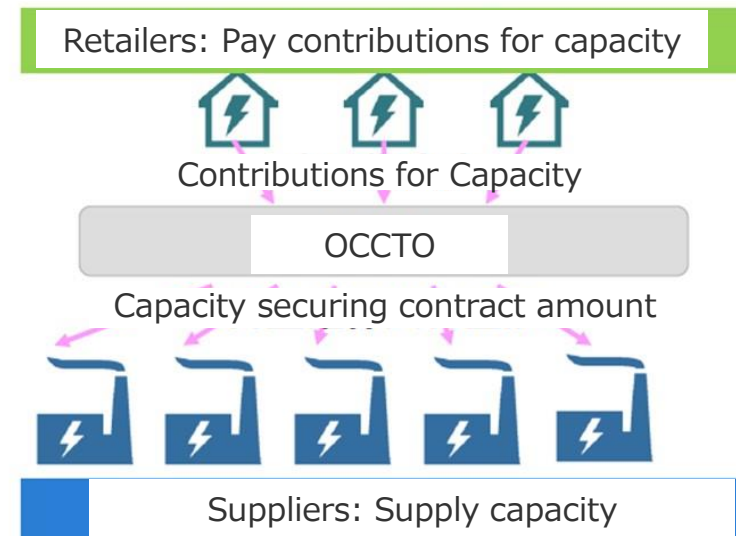 Retailers: Pay contributions for capacity
Contributions for Capacity
OCCTO
Capacity securing contract amount
Suppliers: Supply capacity